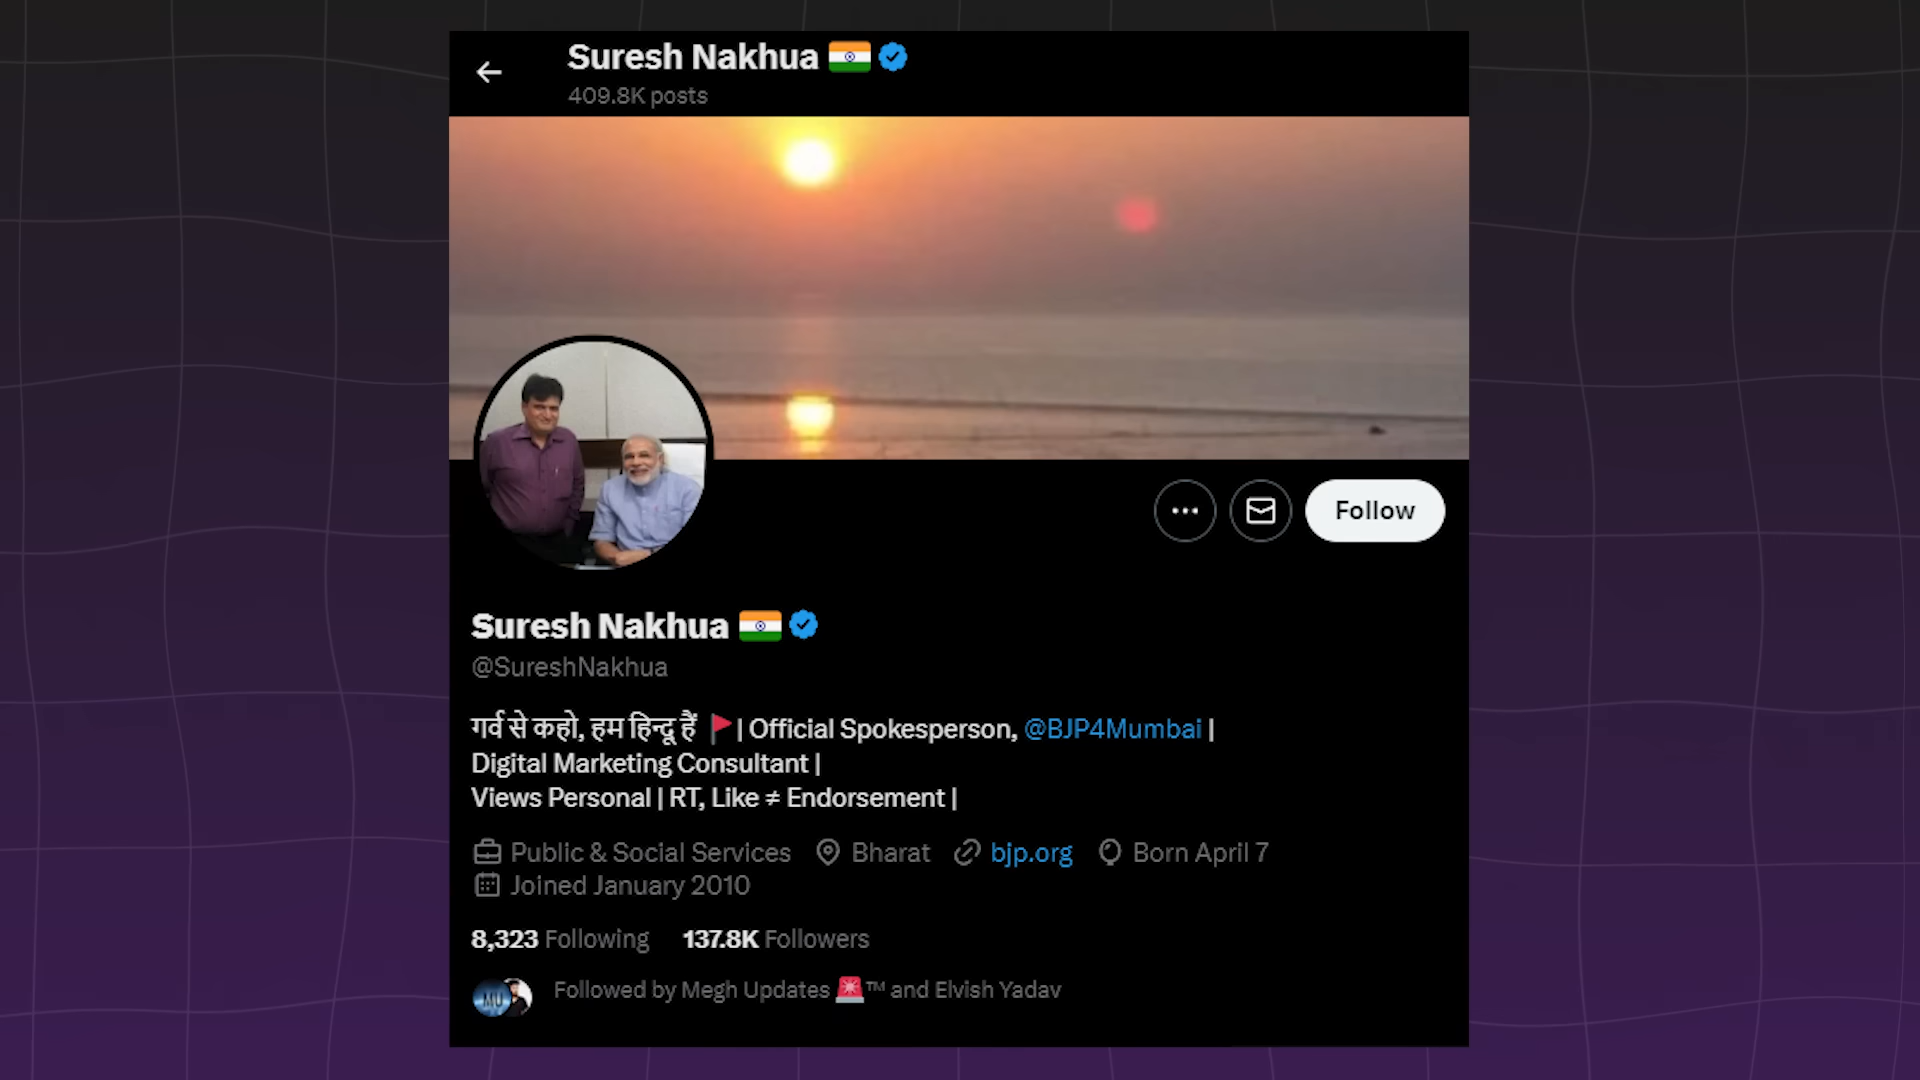 Suresh Nakhua 🇮🇳
409.8K posts
Follow
Suresh Nakhua 🇮🇳
@SureshNakhua
गर्व से कहो, हम हिन्दू हैं 🚩| Official Spokesperson, @BJP4Mumbai |
Digital Marketing Consultant |
Views Personal | RT, Like ≠ Endorsement |
Public & Social Services Bharat bjp.org Born April 7
Joined January 2010
8,323 Following 137.8K Followers
MU
Followed by Megh Updates 🚨™ and Elvish Yadav